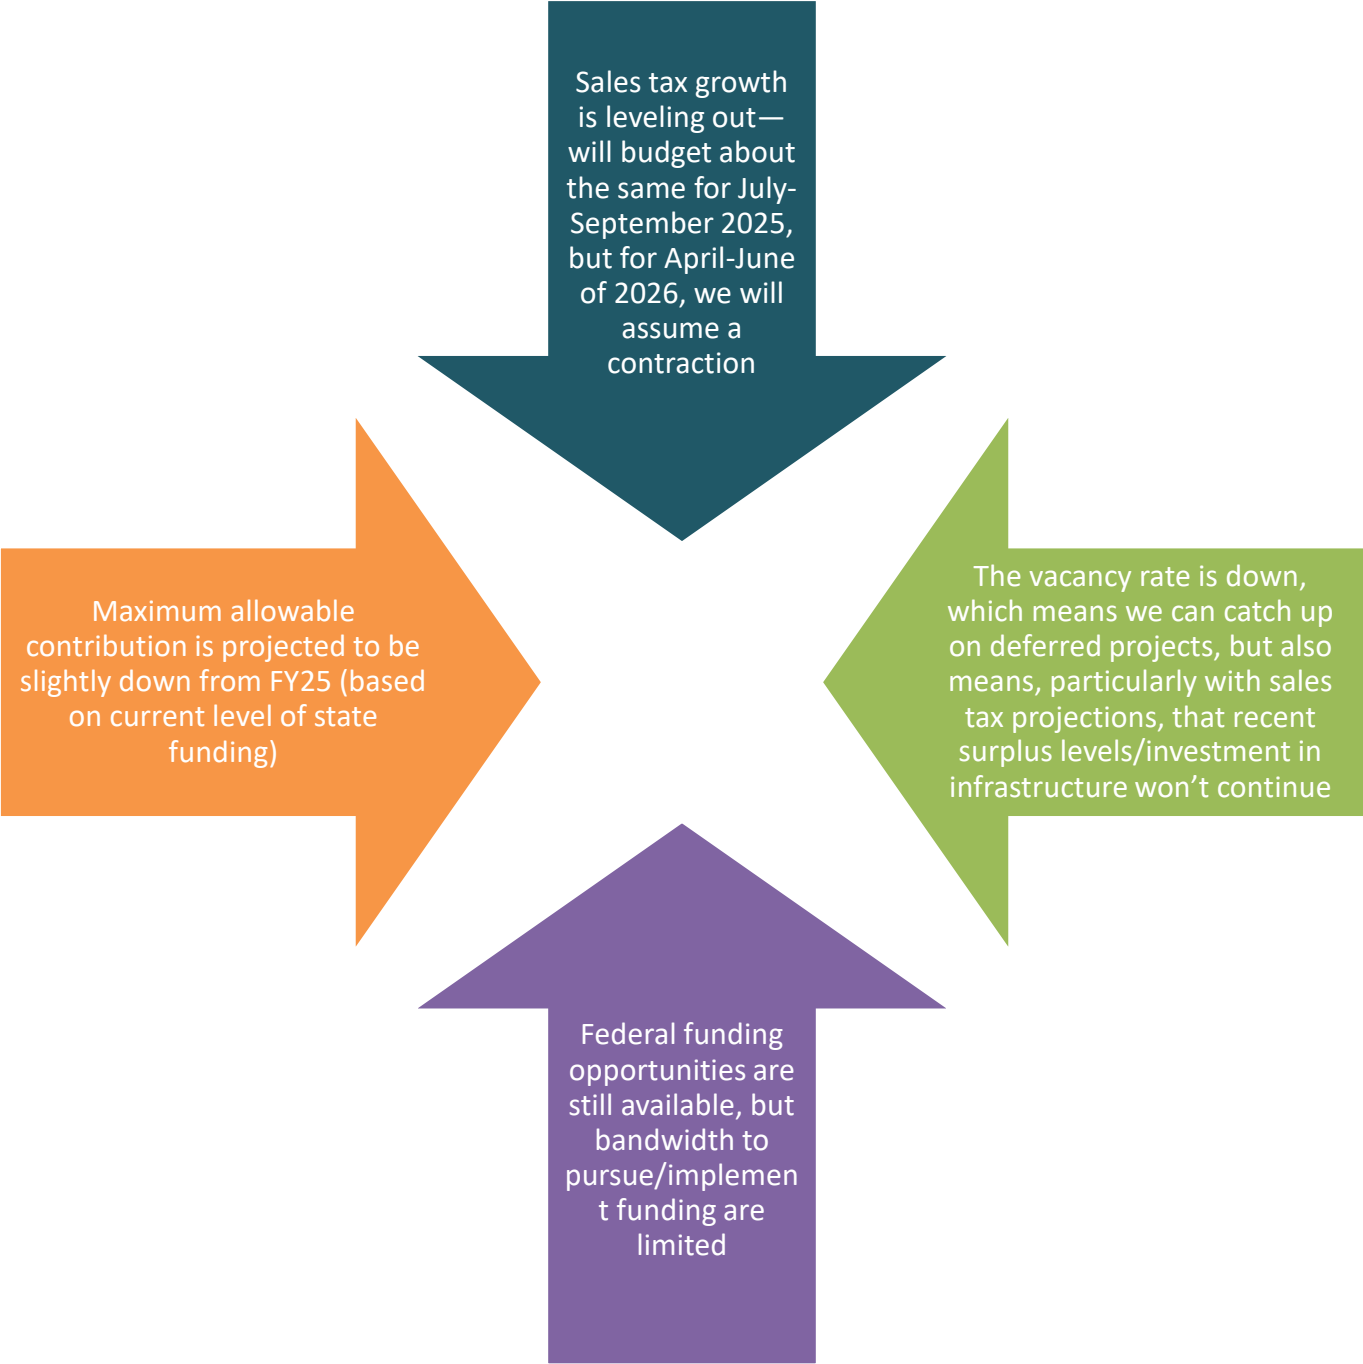 Sales tax growth
is leveling out—
will budget about
the same for July-
September 2025,
but for April-June
of 2026, we will
assume a
contraction
Maximum allowable
contribution is projected to be
slightly down from FY25 (based
on current level of state
funding)
The vacancy rate is down,
which means we can catch up
on deferred projects, but also
means, particularly with sales
tax projections, that recent
surplus levels/investment in
infrastructure won’t continue
Federal funding
opportunities are
still available, but
bandwidth to
pursue/implemen
t funding are
limited